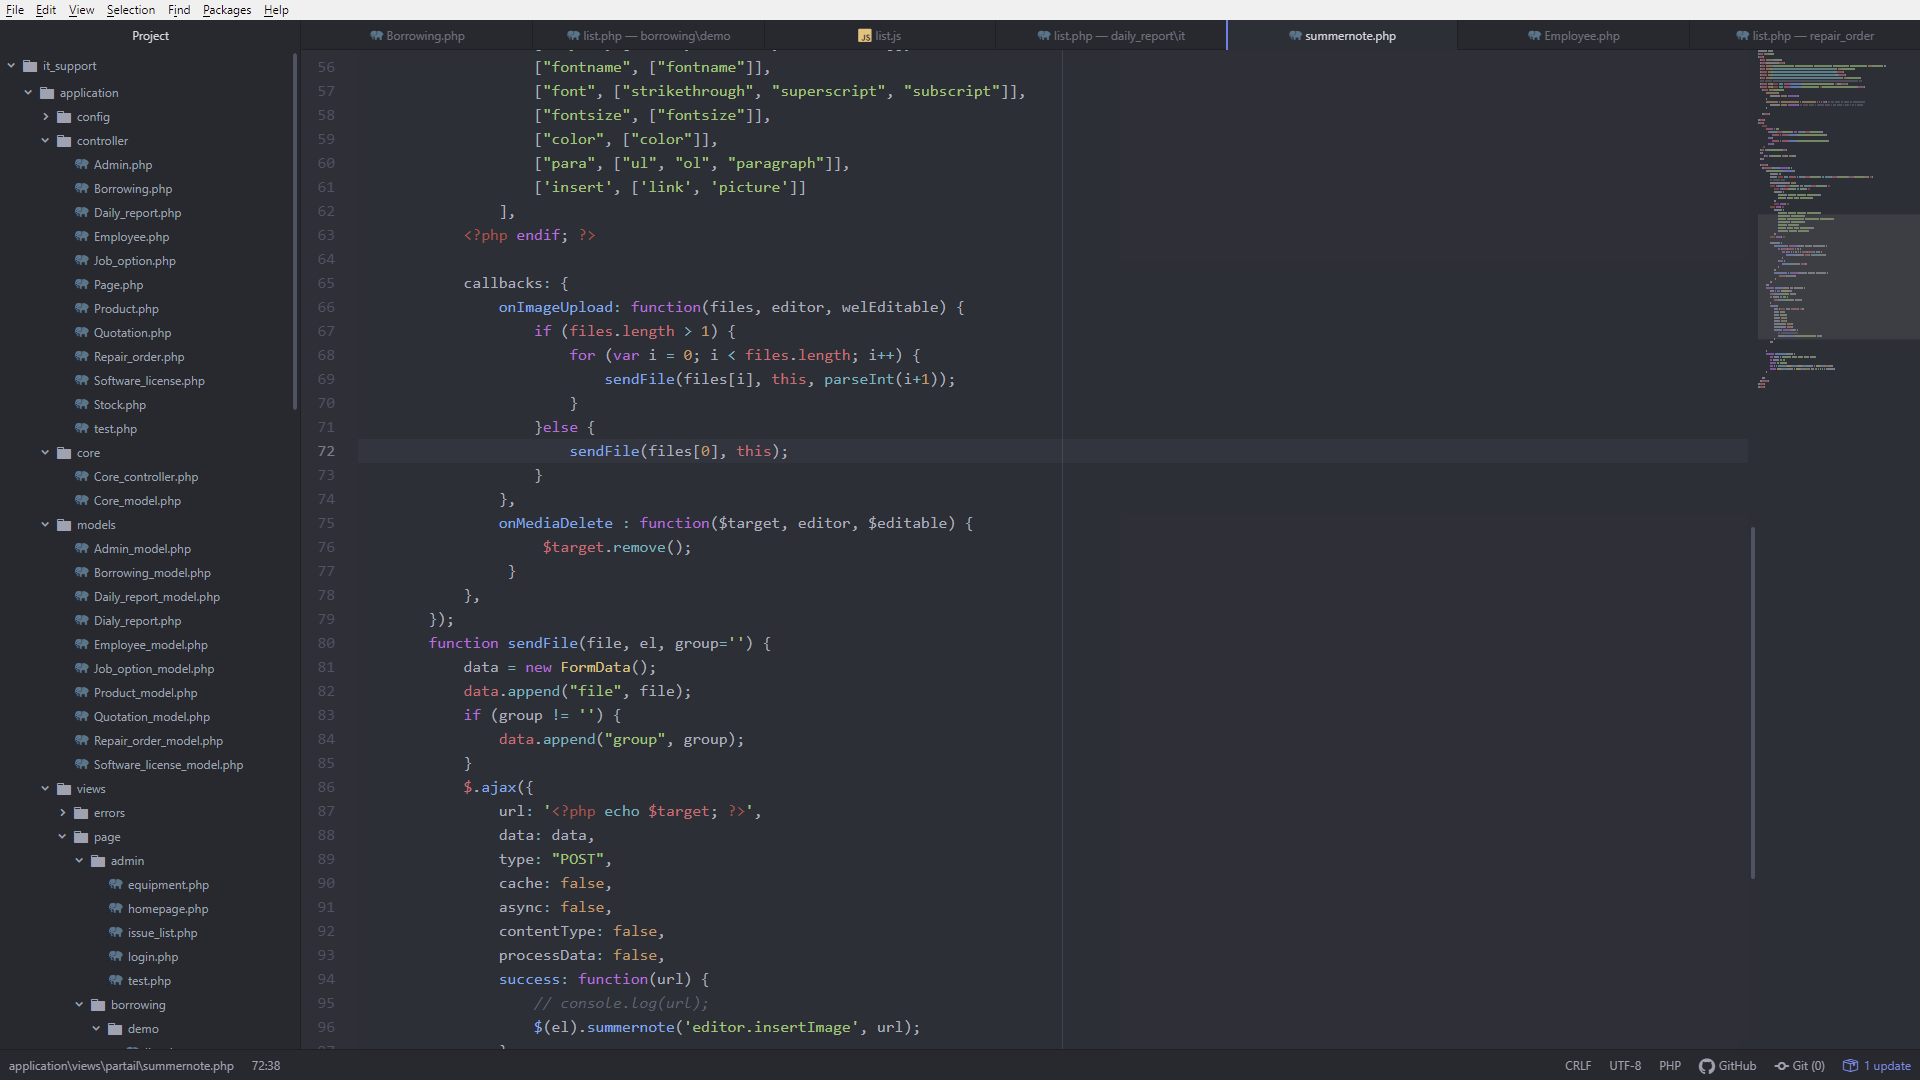 File Edit View Selection Find Packages Help
Project
Borrowing.php
list.php — borrowing\demo
list.js
list.php — daily_report\it
summernote.php
Employee.php
list.php — repair_order
it_support
application
config
controller
Admin.php
Borrowing.php
Daily_report.php
Employee.php
Job_option.php
Page.php
Product.php
Quotation.php
Repair_order.php
Software_license.php
Stock.php
test.php
core
Core_controller.php
Core_model.php
models
Admin_model.php
Borrowing_model.php
Daily_report_model.php
Dialy_report.php
Employee_model.php
Job_option_model.php
Product_model.php
Quotation_model.php
Repair_order_model.php
Software_license_model.php
views
errors
page
admin
equipment.php
homepage.php
issue_list.php
login.php
test.php
borrowing
demo
56 ["fontname", ["fontname"]],
57 ["font", ["strikethrough", "superscript", "subscript"]],
58 ["fontsize", ["fontsize"]],
59 ["color", ["color"]],
60 ["para", ["ul", "ol", "paragraph"]],
61 ['insert', ['link', 'picture']]
62 ],
63 <?php endif; ?>
64
65 callbacks: {
66 onImageUpload: function(files, editor, welEditable) {
67 if (files.length > 1) {
68 for (var i = 0; i < files.length; i++) {
69 sendFile(files[i], this, parseInt(i+1));
70 }
71 }else {
72 sendFile(files[0], this);
73 }
74 },
75 onMediaDelete : function($target, editor, $editable) {
76 $target.remove();
77 }
78 },
79 });
80 function sendFile(file, el, group='') {
81 data = new FormData();
82 data.append("file", file);
83 if (group != '') {
84 data.append("group", group);
85 }
86 $.ajax({
87 url: '<?php echo $target; ?>',
88 data: data,
89 type: "POST",
90 cache: false,
91 async: false,
92 contentType: false,
93 processData: false,
94 success: function(url) {
95 // console.log(url);
96 $(el).summernote('editor.insertImage', url);
application\views\partail\summernote.php 72:38
CRLF UTF-8 PHP GitHub Git (0) 1 update